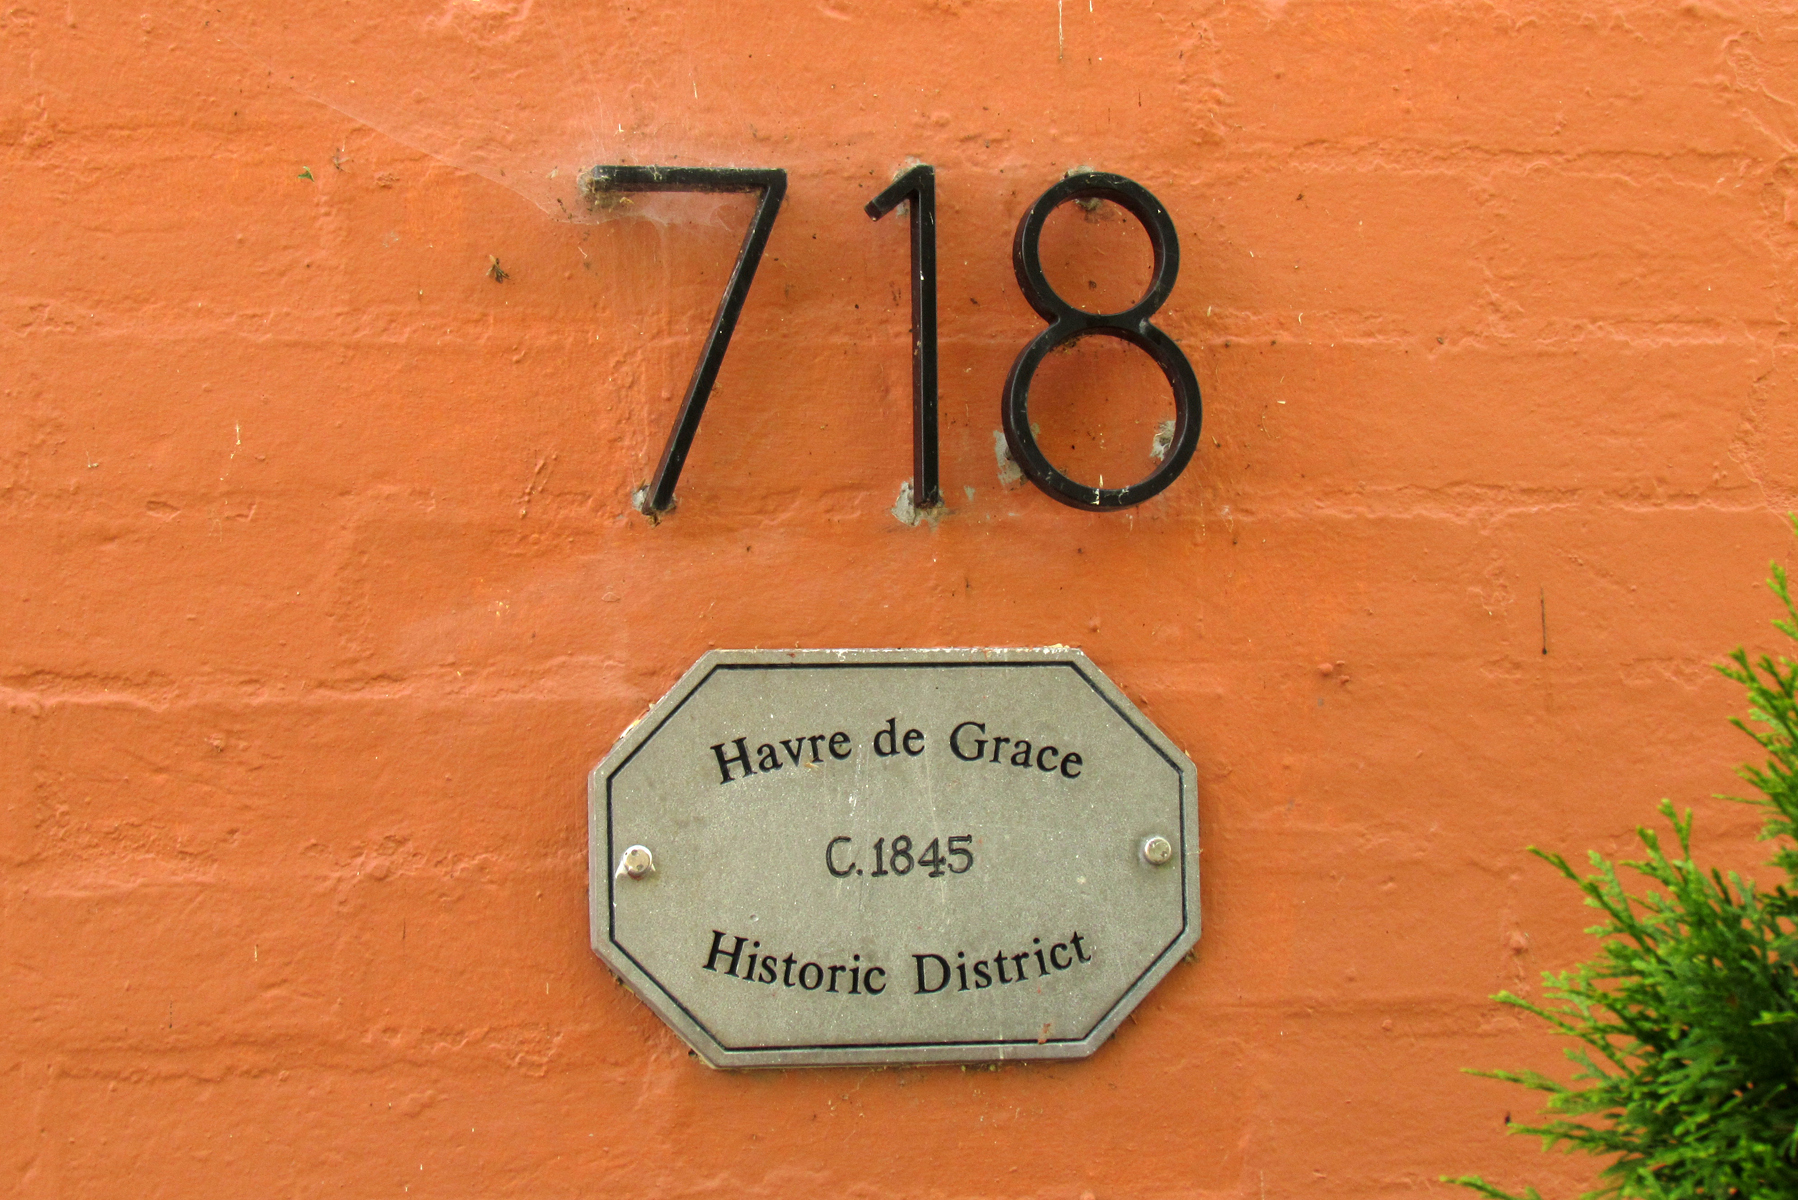 718
Havre de Grace
C.1845
Historic District